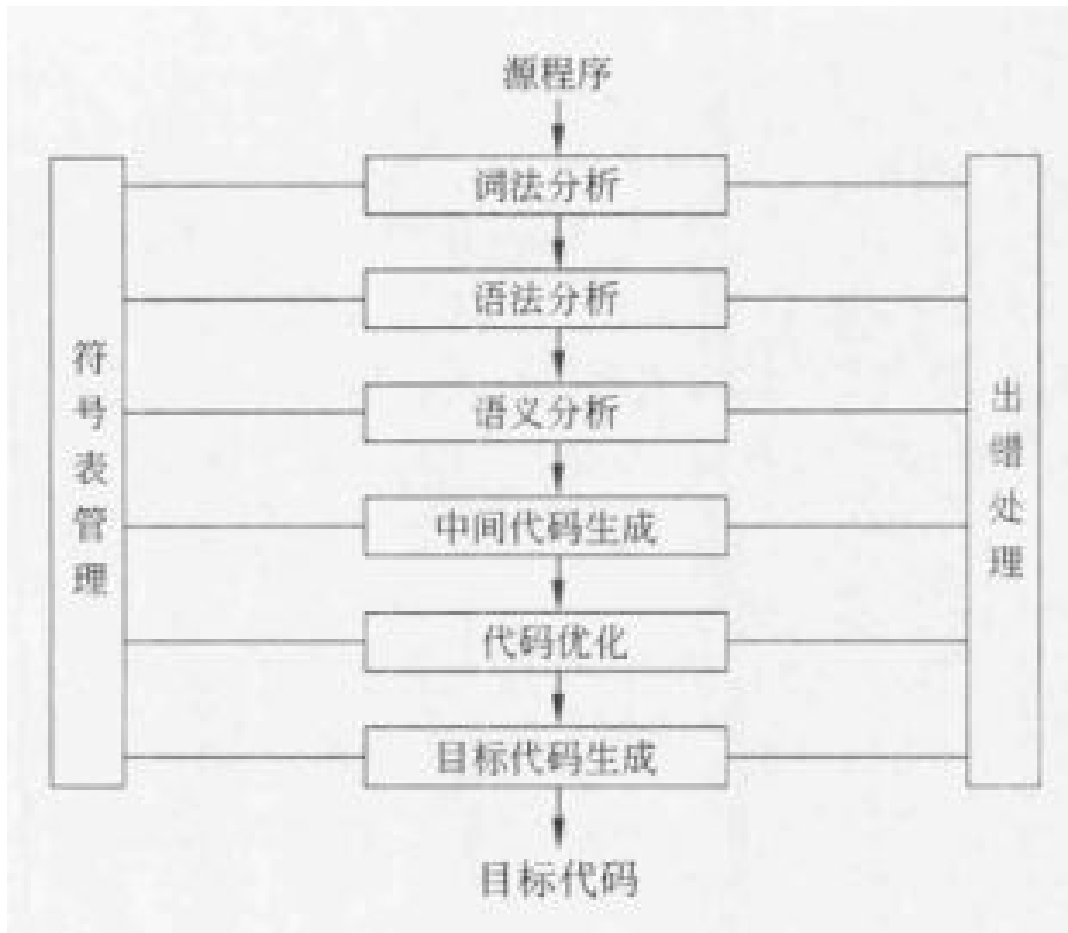 源程序
词法分析
语法分析
语义分析
中间代码生成
代码优化
目标代码生成
目标代码
符号表管理
出错处理